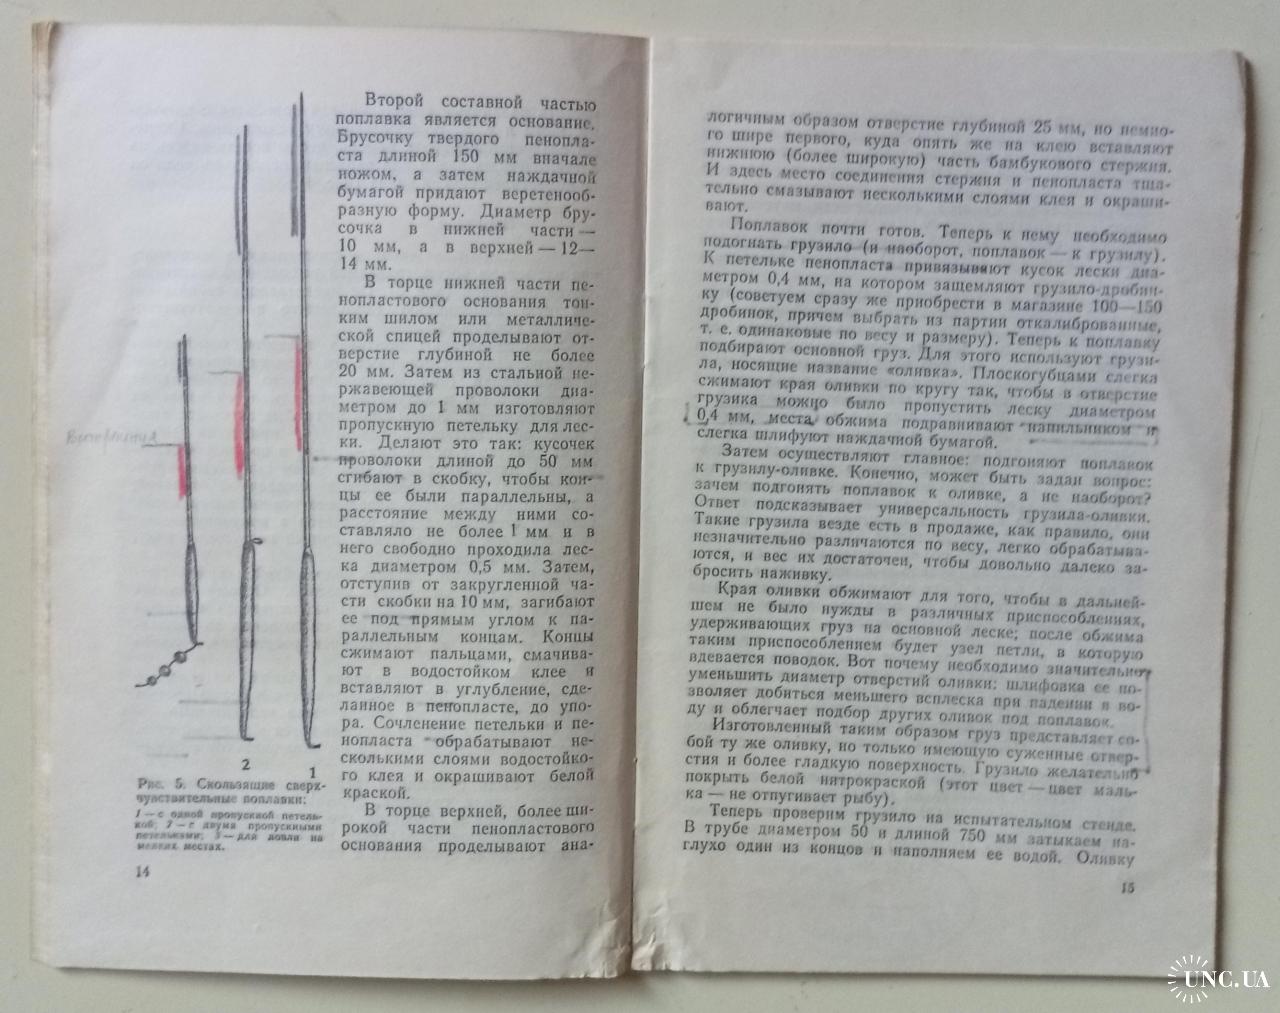 Второй составной частью
поплавка является основание.
Брусочку твердого пенопла-
ста длиной 150 мм вначале
ножом, а затем наждачной
бумагой придают веретенооб-
разную форму. Диаметр бру-
сочка в нижней части —
10 мм, а в верхней — 12—
14 мм.
В торце нижней части пе-
нопластового основания тон-
ким шилом или металличе-
ской спицей проделывают от-
верстие глубиной не более
20 мм. Затем из стальной не-
ржавеющей проволоки диа-
метром до 1 мм изготовляют
пропускную петельку для лес-
ки. Делают это так: кусочек
проволоки длиной до 50 мм
сгибают в скобку, чтобы кон-
цы ее были параллельны, а
расстояние между ними со-
ставляло не более 1 мм и в
него свободно проходила лес-
ка диаметром 0,5 мм. Затем,
отступив от закругленной ча-
сти скобки на 10 мм, загибают
ее под прямым углом к па-
раллельным концам. Концы
сжимают пальцами, смачива-
ют в водостойком клее и
вставляют в углубление, сде-
ланное в пенопласте, до упо-
ра. Сочленение петельки и пе-
нопласта обрабатывают не-
сколькими слоями водостойко-
го клея и окрашивают белой
краской.
В торце верхней, более ши-
рокой части пенопластового
основания проделывают ана-
2
1
Рис. 5. Скользящие сверх-
чувствительные поплавки:
1 — с одной пропускной петель-
кой; 2 — с двумя пропускными
петельками; 3 — для ловли на
мелких местах.
14
логичным образом отверстие глубиной 25 мм, но немно-
го шире первого, куда опять же на клею вставляют
нижнюю (более широкую) часть бамбукового стержня.
И здесь место соединения стержня и пенопласта тща-
тельно смазывают несколькими слоями клея и окраши-
вают.
Поплавок почти готов. Теперь к нему необходимо
подогнать грузило (и наоборот, поплавок — к грузилу).
К петельке пенопласта привязывают кусок лески диа-
метром 0,4 мм, на котором защемляют грузило-дробин-
ку (советуем сразу же приобрести в магазине 100—150
дробинок, причем выбрать из партии откалиброванные,
т. е. одинаковые по весу и размеру). Теперь к поплавку
подбирают основной груз. Для этого используют грузи-
ла, носящие название «оливка». Плоскогубцами слегка
сжимают края оливки по кругу так, чтобы в отверстие
грузика можно было пропустить леску диаметром
0,4 мм, места обжима подравнивают напильником и
слегка шлифуют наждачной бумагой.
Затем осуществляют главное: подгоняют поплавок
к грузилу-оливке. Конечно, может быть задан вопрос:
зачем подгонять поплавок к оливке, а не наоборот?
Ответ подсказывает универсальность грузила-оливки.
Такие грузила везде есть в продаже, как правило, они
незначительно различаются по весу, легко обрабатыва-
ются, и вес их достаточен, чтобы довольно далеко за-
бросить наживку.
Края оливки обжимают для того, чтобы в дальней-
шем не было нужды в различных приспособлениях,
удерживающих груз на основной леске; после обжима
таким приспособлением будет узел петли, в которую
вдевается поводок. Вот почему необходимо значительно
уменьшить диаметр отверстий оливки: шлифовка ее по-
зволяет добиться меньшего всплеска при падении в во-
ду и облегчает подбор других оливок под поплавок.
Изготовленный таким образом груз представляет со-
бой ту же оливку, но только имеющую суженные отвер-
стия и более гладкую поверхность. Грузило желательно
покрыть белой нитрокраской (этот цвет — цвет маль-
ка — не отпугивает рыбу).
Теперь проверим грузило на испытательном стенде.
В трубе диаметром 50 и длиной 750 мм затыкаем на-
глухо один из концов и наполняем ее водой. Оливку
15
UNC.UA